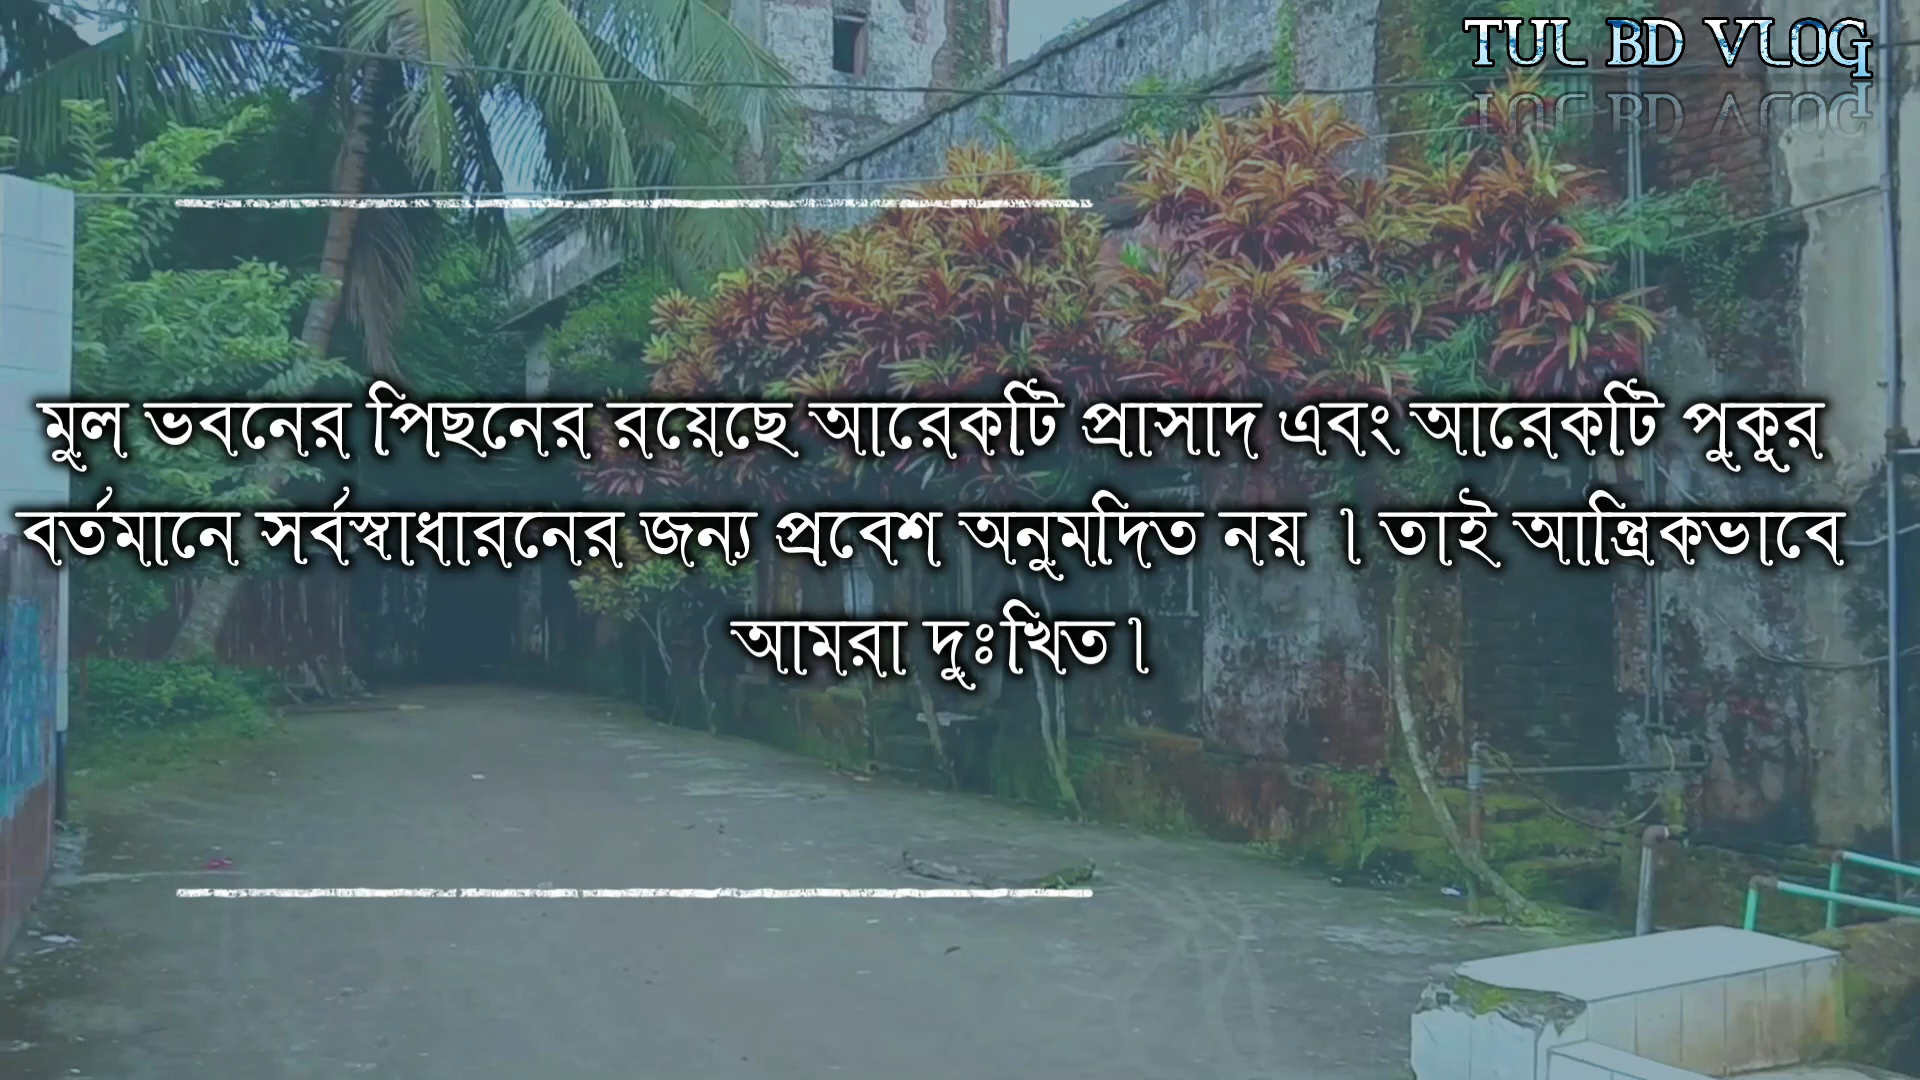 TUL BD VLOG
মুল ভবনের পিছনের রয়েছে আরেকটি প্রাসাদ এবং আরেকটি পুকুর
বর্তমানে সর্বস্বাধারনের জন্য প্রবেশ অনুমদিত নয় । তাই আন্ত্রিকভাবে
আমরা দুঃখিত।